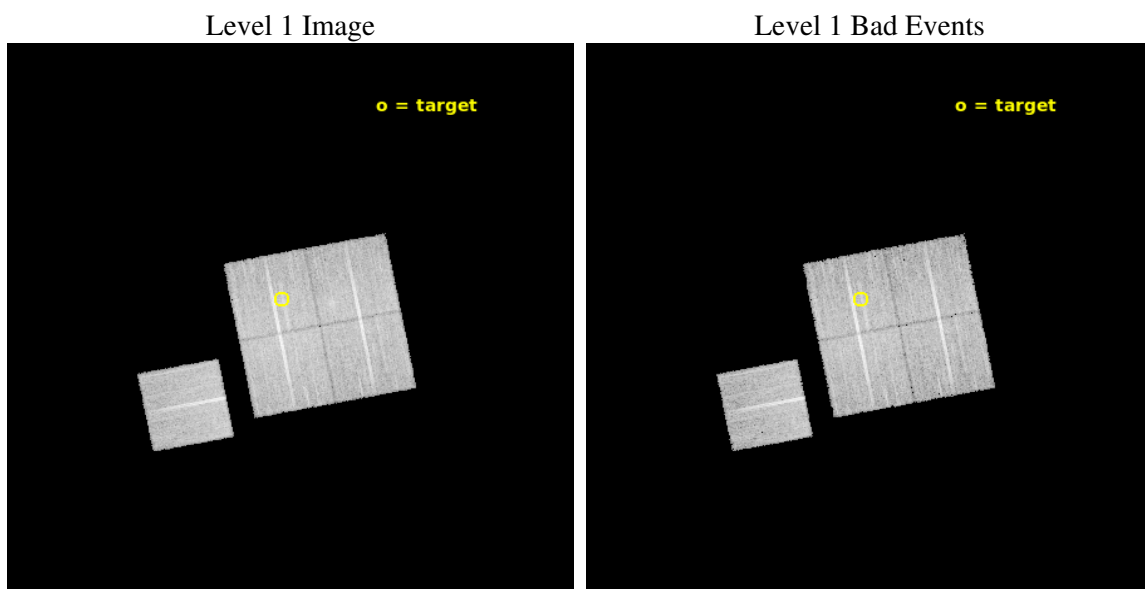 Level 1 Image
Level 1 Bad Events
o = target
o = target